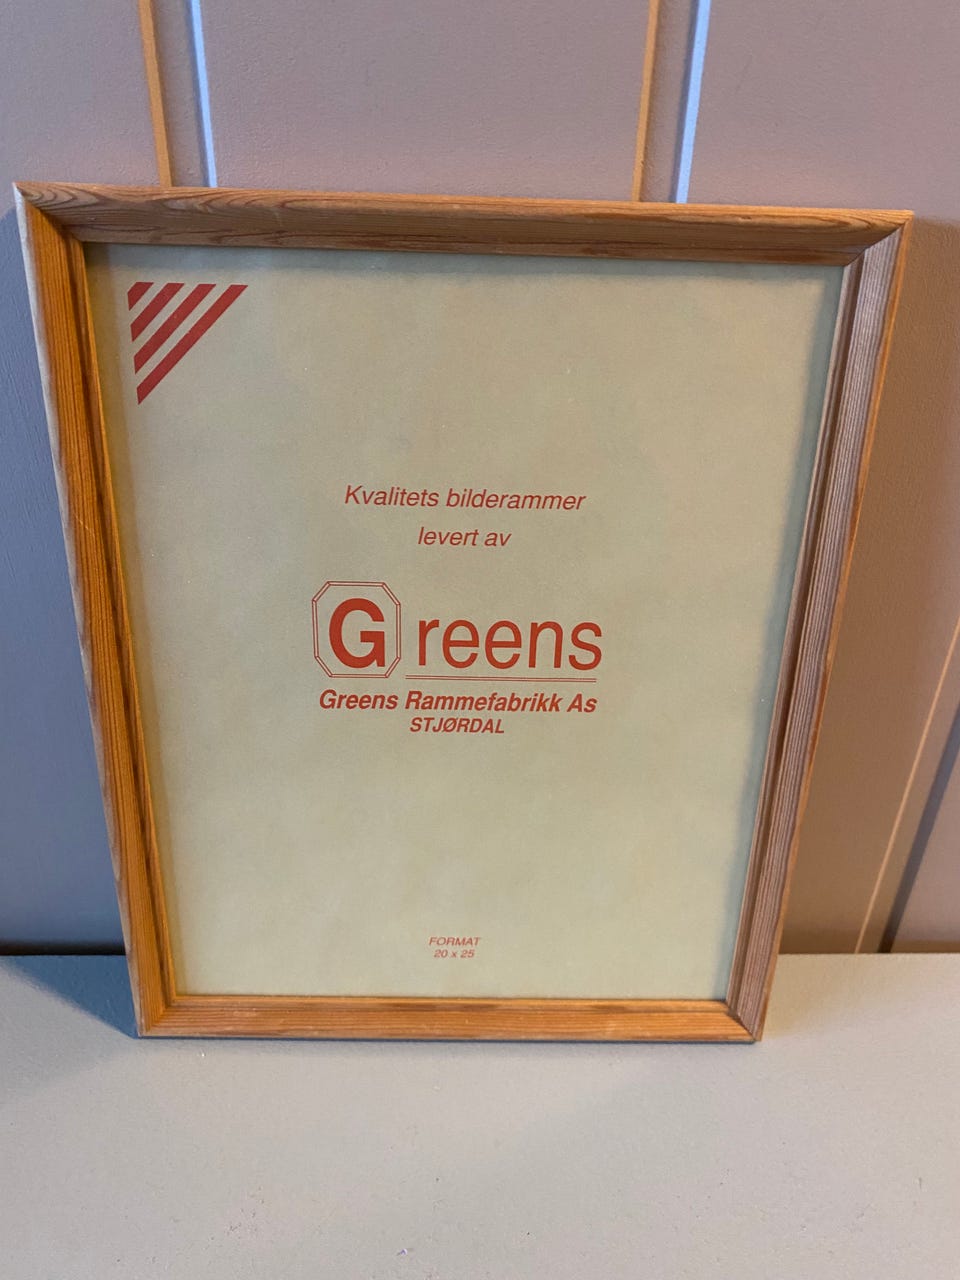 Kvalitets bilderammer
levert av
Greens
Greens Rammefabrikk As
STJØRDAL
FORMAT
20 x 25